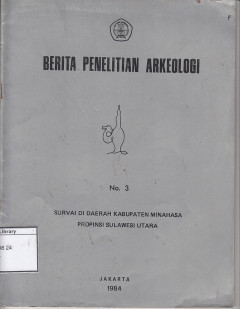 BERITA PENELITIAN ARKEOLOGI
No. 3
SURVAI DI DAERAH KABUPATEN MINAHASA
PROPINSI SULAWESI UTARA
JAKARTA
1984